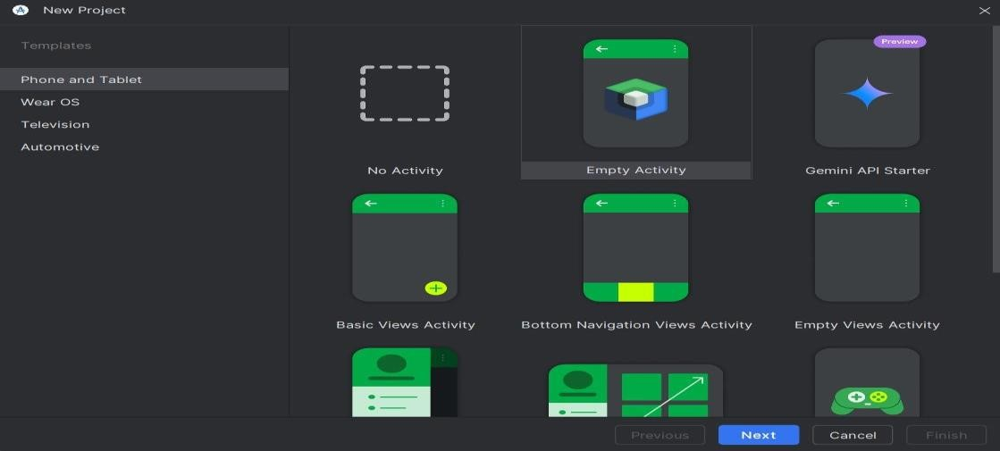 New Project
Templates
Phone and Tablet
Wear OS
Television
Automotive
Preview
No Activity
Empty Activity
Gemini API Starter
Basic Views Activity
Bottom Navigation Views Activity
Empty Views Activity
Previous
Next
Cancel
Finish